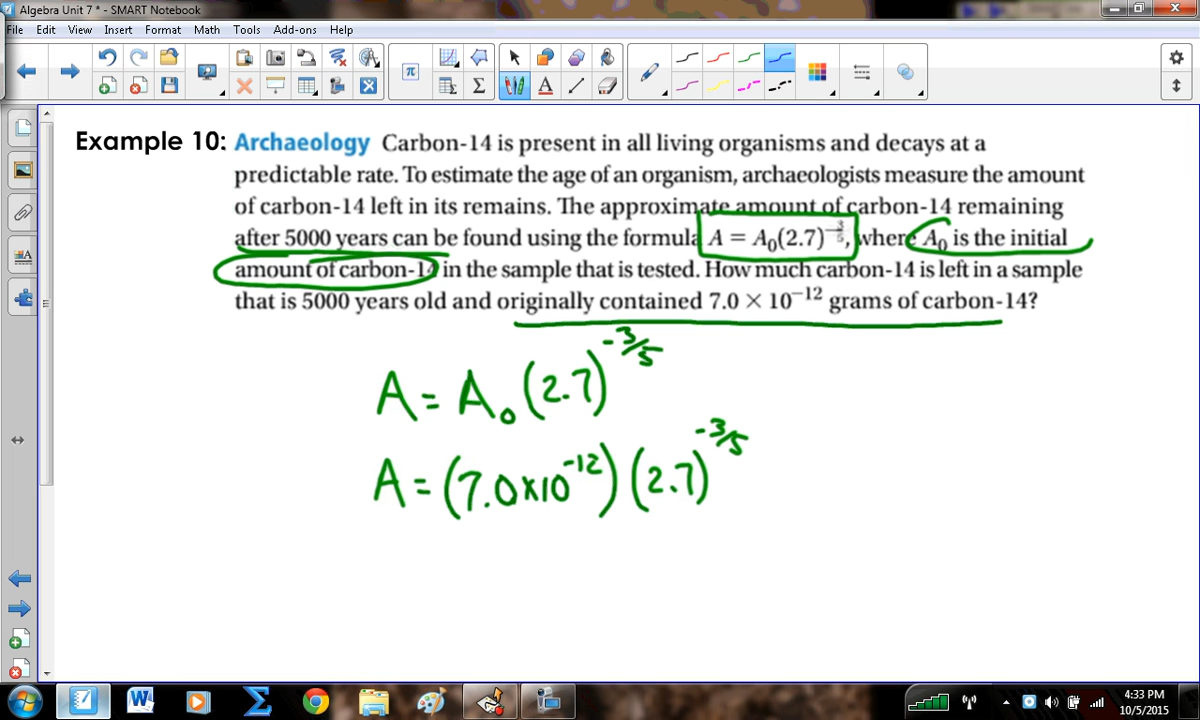 Algebra Unit 7 * - SMART Notebook
File Edit View Insert Format Math Tools Add-ons Help
Example 10: Archaeology Carbon-14 is present in all living organisms and decays at a
predictable rate. To estimate the age of an organism, archaeologists measure the amount
of carbon-14 left in its remains. The approximate amount of carbon-14 remaining
after 5000 years can be found using the formula A = A₀(2.7)^-3/5, where A₀ is the initial
amount of carbon-14 in the sample that is tested. How much carbon-14 is left in a sample
that is 5000 years old and originally contained 7.0 × 10⁻¹² grams of carbon-14?
A = A₀ (2.7)^-3/5
A = (7.0×10⁻¹²) (2.7)^-3/5
4:33 PM
10/5/2015